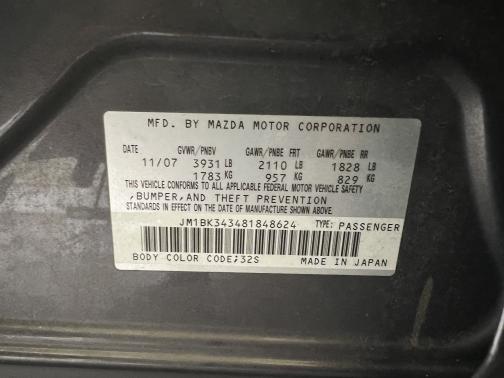 MFD. BY MAZDA MOTOR CORPORATION
DATE GVWR/PNBV GAWR/PNBE FRT GAWR/PNBE RR
11/07 3931 LB 2110 LB 1828 LB
1783 KG 957 KG 829 KG
THIS VEHICLE CONFORMS TO ALL APPLICABLE FEDERAL MOTOR VEHICLE SAFETY
,BUMPER,AND THEFT PREVENTION
STANDARDS IN EFFECT ON THE DATE OF MANUFACTURE SHOWN ABOVE.
JM1BK343481848624 TYPE: PASSENGER
BODY COLOR CODE;32S MADE IN JAPAN